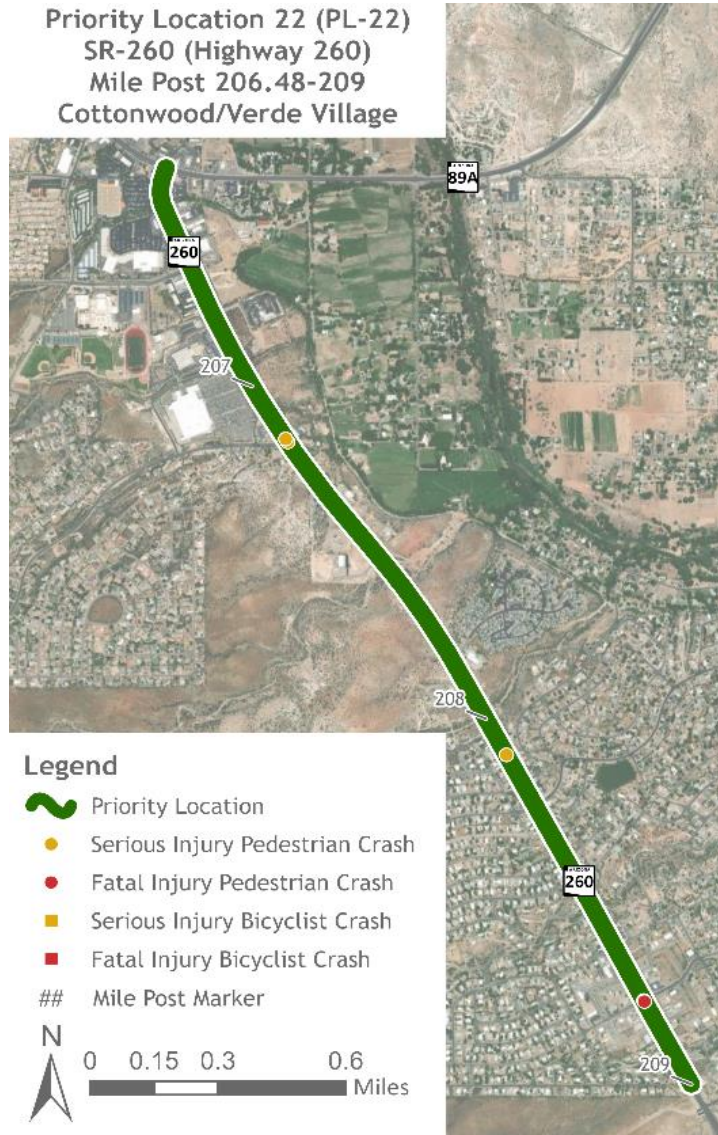 Priority Location 22 (PL-22)
SR-260 (Highway 260)
Mile Post 206.48-209
Cottonwood/Verde Village
89A
260
207
208
260
209
Legend
Priority Location
Serious Injury Pedestrian Crash
Fatal Injury Pedestrian Crash
Serious Injury Bicyclist Crash
Fatal Injury Bicyclist Crash
## Mile Post Marker
N
0 0.15 0.3 0.6
Miles